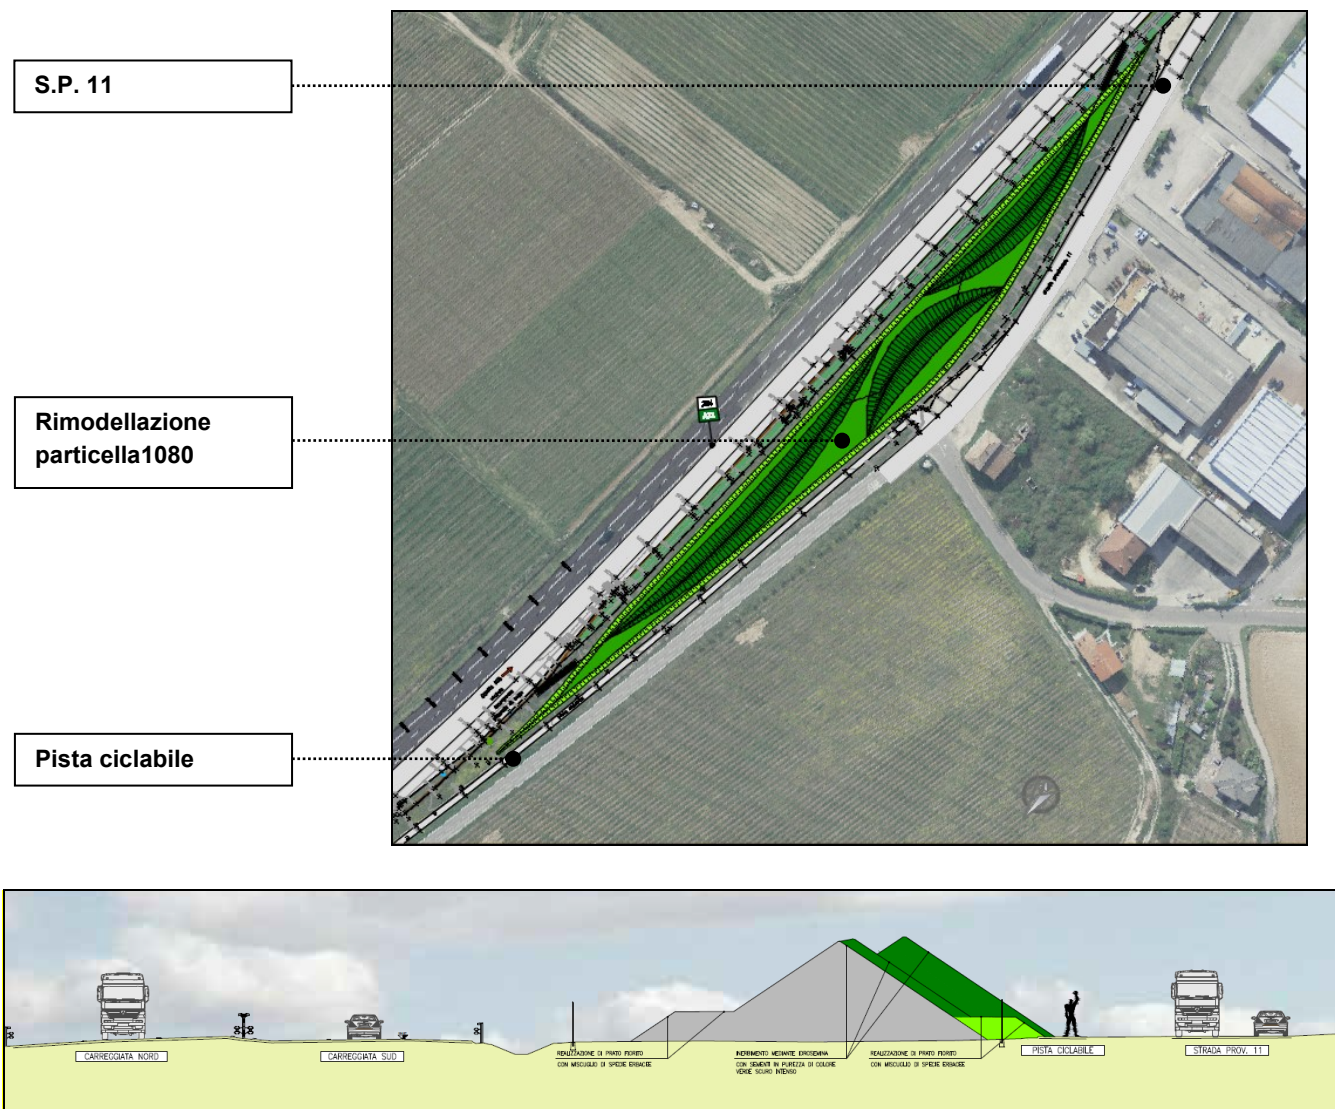 S.P. 11
Rimodellazione
particella1080
Pista ciclabile
CARREGGIATA NORD
CARREGGIATA SUD
REALIZZAZIONE DI PRATO FIORITO
CON MISCUGLIO DI SPECIE ERBACEE
INERIMENTO MEDIANTE IDROSEMINA
CON SEMENTI IN PUREZZA DI COLORE
VERDE SCURO INTENSO
REALIZZAZIONE DI PRATO FIORITO
CON MISCUGLIO DI SPECIE ERBACEE
PISTA CICLABILE
STRADA PROV. 11